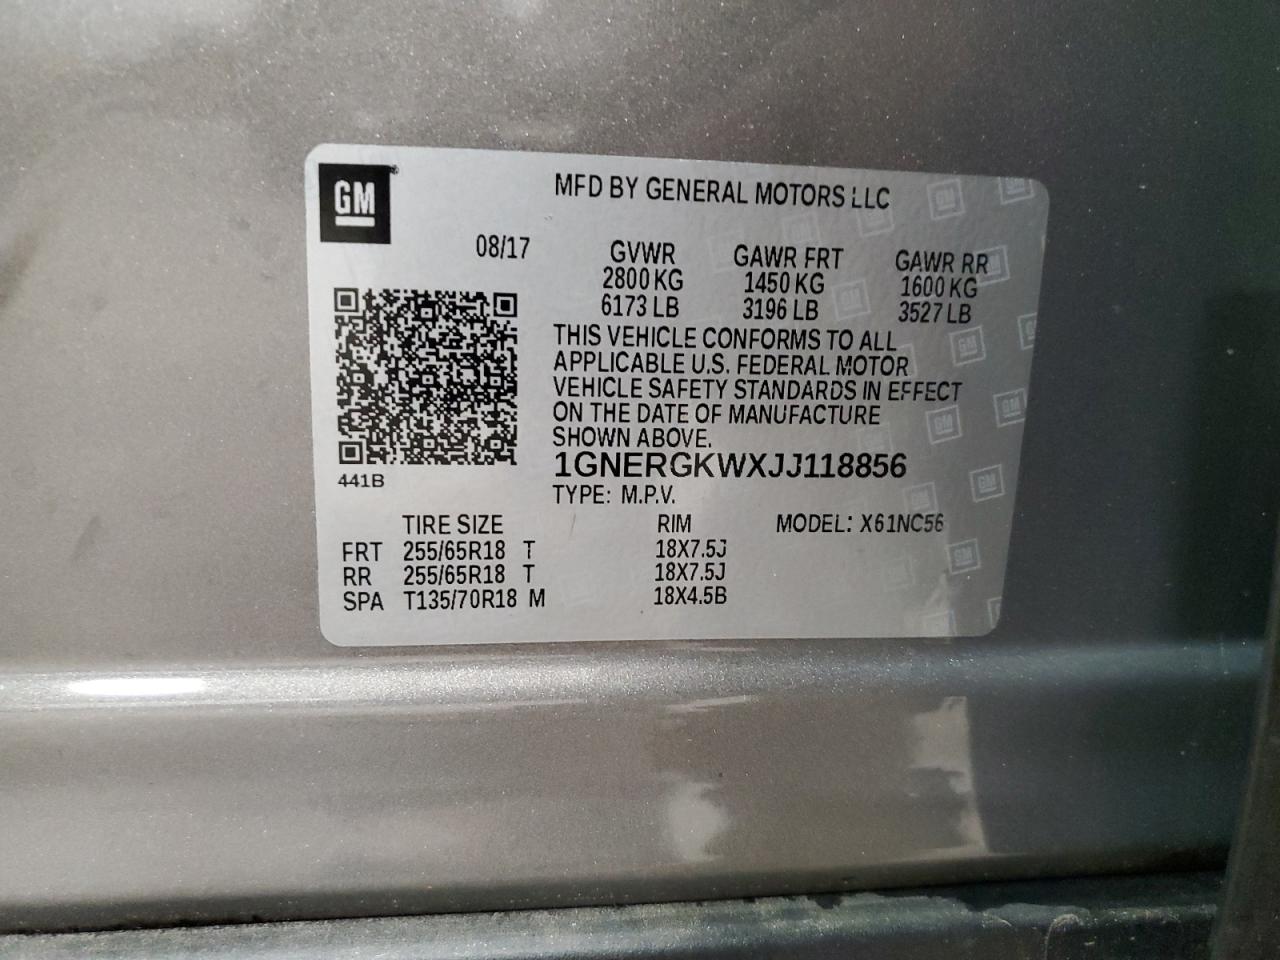 GM
MFD BY GENERAL MOTORS LLC
08/17 GVWR GAWR FRT GAWR RR
2800 KG 1450 KG 1600 KG
6173 LB 3196 LB 3527 LB
THIS VEHICLE CONFORMS TO ALL
APPLICABLE U.S. FEDERAL MOTOR
VEHICLE SAFETY STANDARDS IN EFFECT
ON THE DATE OF MANUFACTURE
SHOWN ABOVE.
1GNERGKWXJJ118856
441B
TYPE: M.P.V.
TIRE SIZE RIM MODEL: X61NC56
FRT 255/65R18 T 18X7.5J
RR 255/65R18 T 18X7.5J
SPA T135/70R18 M 18X4.5B